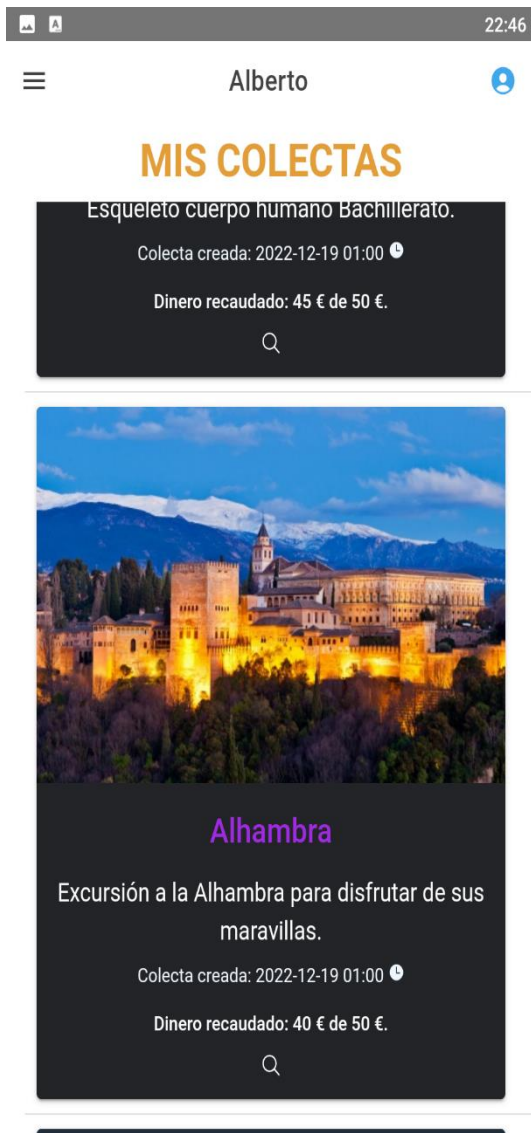 22:46
Alberto
MIS COLECTAS
Esqueleto cuerpo humano Bachillerato.
Colecta creada: 2022-12-19 01:00
Dinero recaudado: 45 € de 50 €.
Alhambra
Excursión a la Alhambra para disfrutar de sus
maravillas.
Colecta creada: 2022-12-19 01:00
Dinero recaudado: 40 € de 50 €.